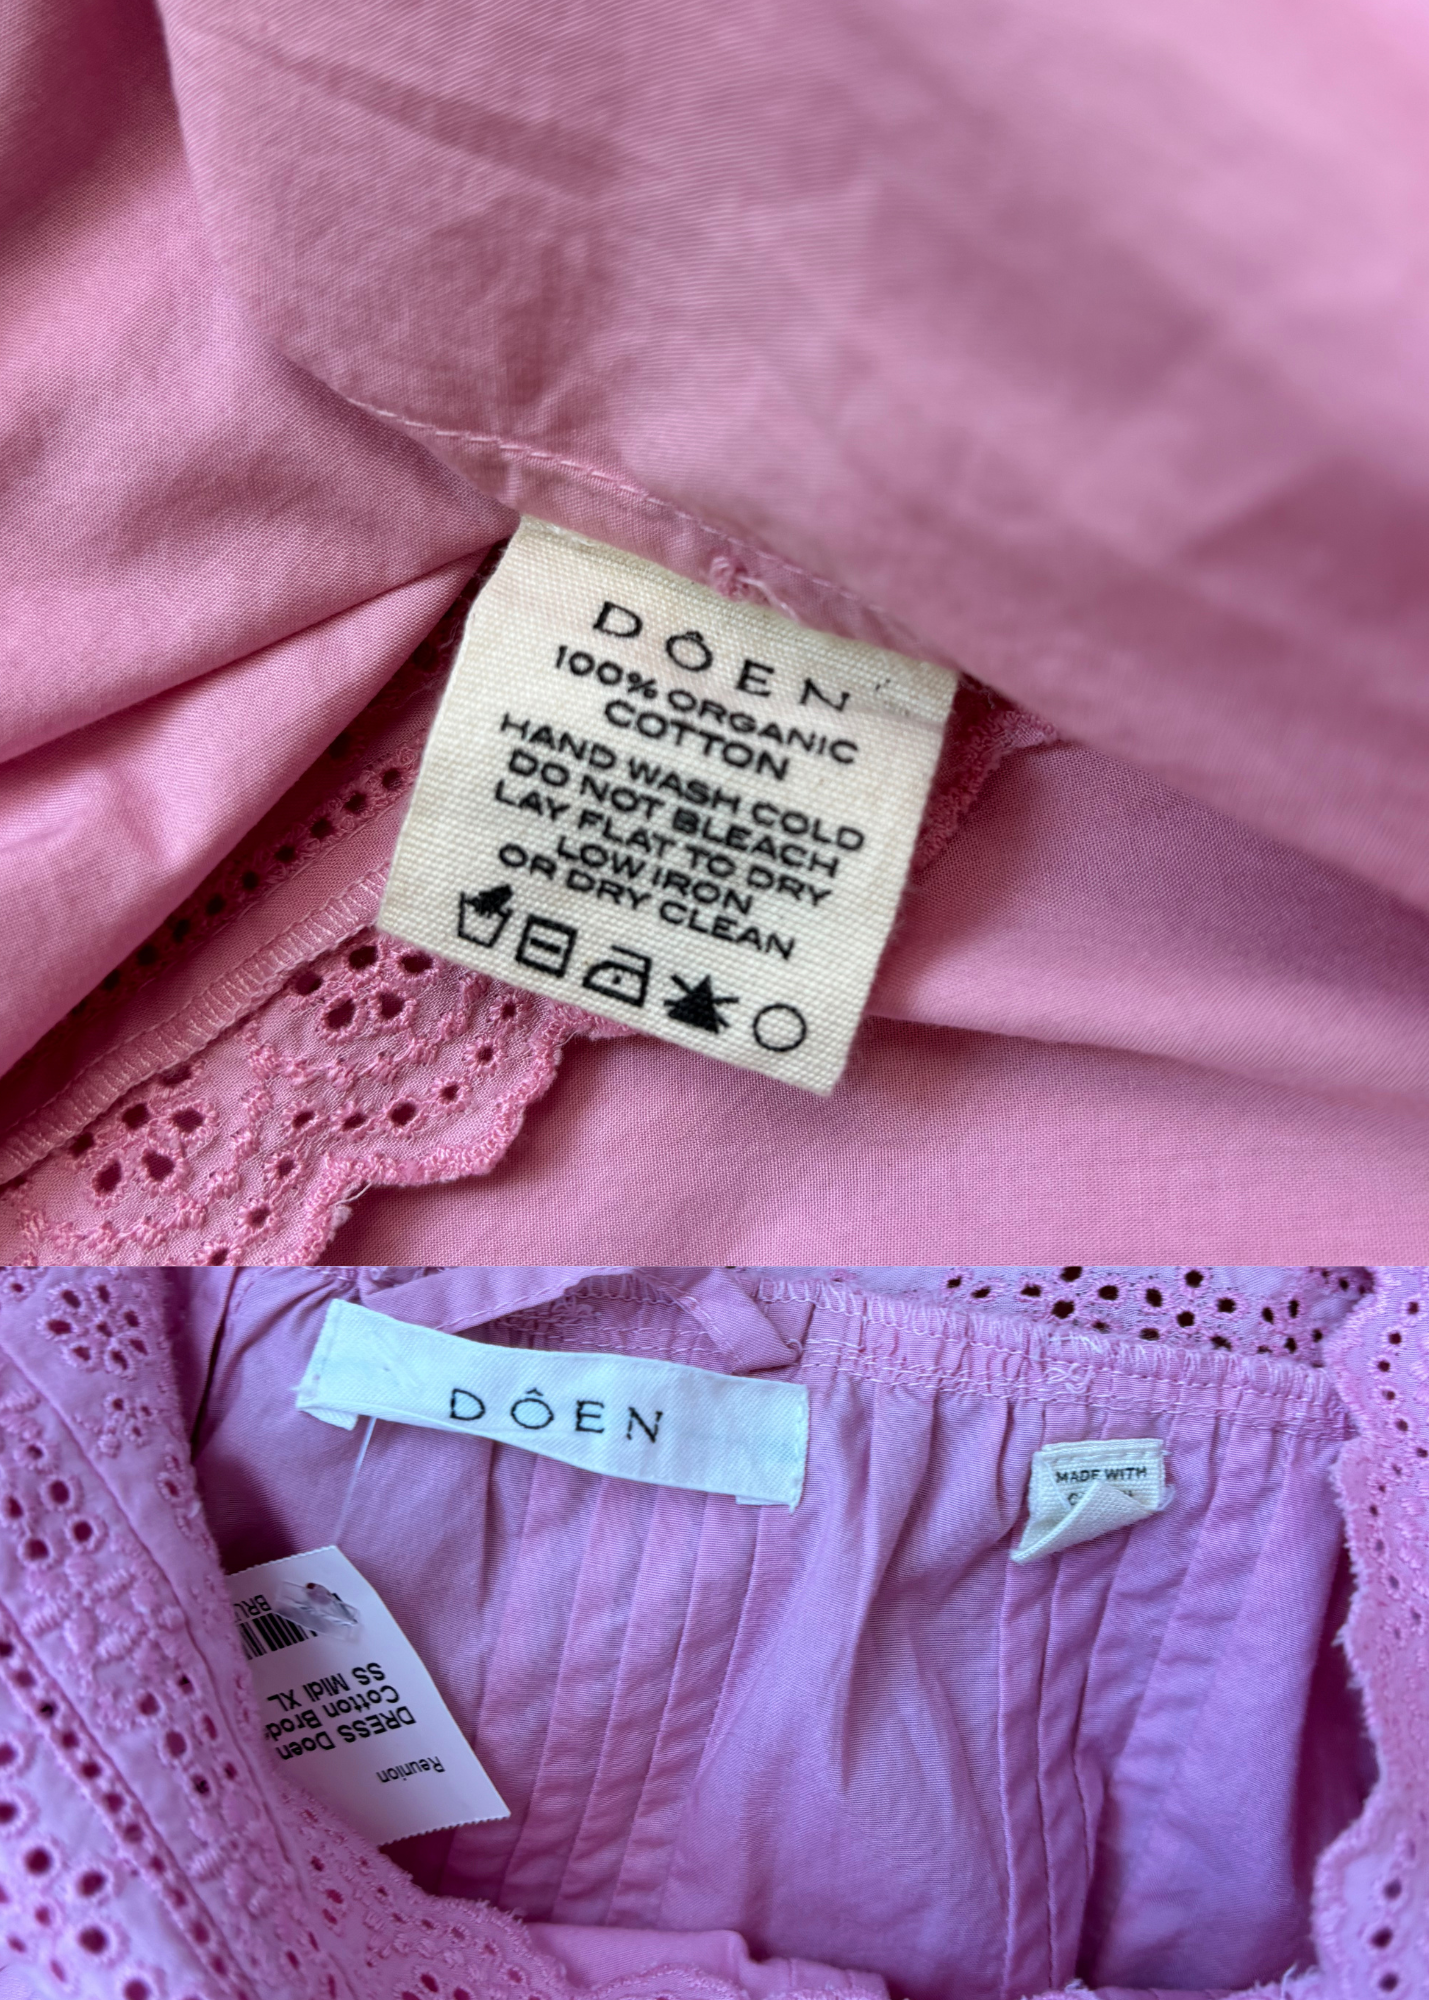 DÔEN
100% ORGANIC
COTTON
HAND WASH COLD
DO NOT BLEACH
LAY FLAT TO DRY
LOW IRON
OR DRY CLEAN
DÔEN
MADE WITH
Reunion
DRESS Doen
Cotton
SS Midi XL